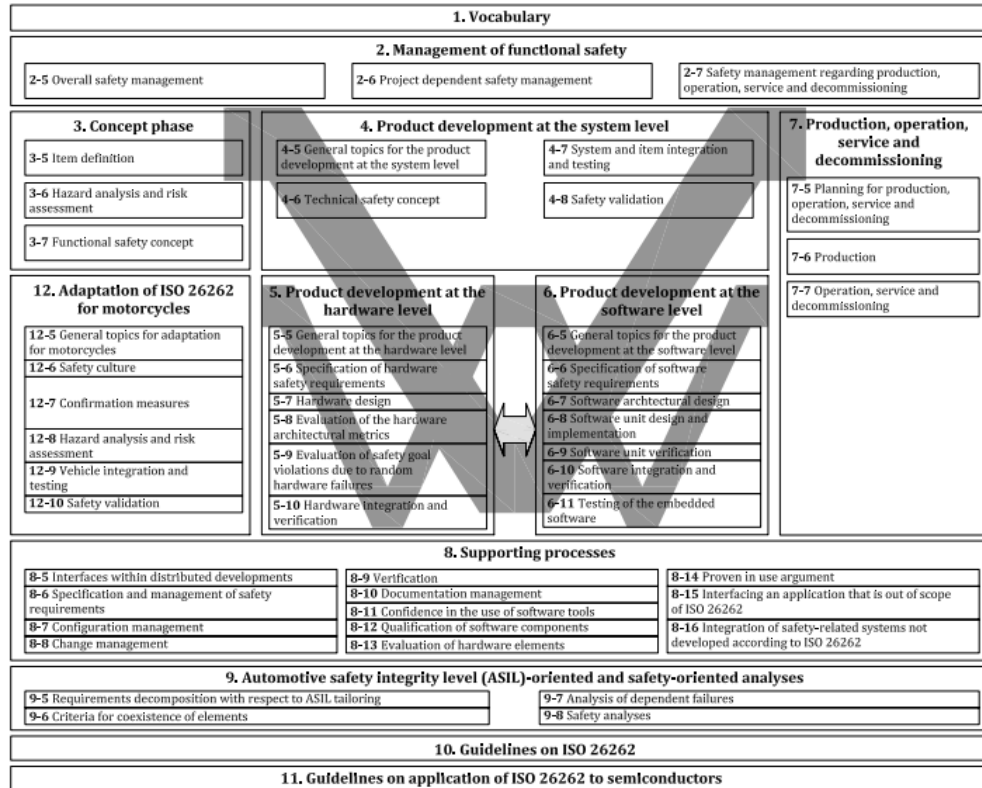 1. Vocabulary
2. Management of functional safety
2-5 Overall safety management
2-6 Project dependent safety management
2-7 Safety management regarding production,
operation, service and decommissioning
3. Concept phase
3-5 Item definition
3-6 Hazard analysis and risk
assessment
3-7 Functional safety concept
4. Product development at the system level
4-5 General topics for the product
development at the system level
4-6 Technical safety concept
4-7 System and item integration
and testing
4-8 Safety validation
7. Production, operation,
service and
decommissioning
7-5 Planning for production,
operation, service and
decommissioning
7-6 Production
7-7 Operation, service and
decommissioning
12. Adaptation of ISO 26262
for motorcycles
12-5 General topics for adaptation
for motorcycles
12-6 Safety culture
12-7 Confirmation measures
12-8 Hazard analysis and risk
assessment
12-9 Vehicle integration and
testing
12-10 Safety validation
5. Product development at the
hardware level
5-5 General topics for the product
development at the hardware level
5-6 Specification of hardware
safety requirements
5-7 Hardware design
5-8 Evaluation of the hardware
architectural metrics
5-9 Evaluation of safety goal
violations due to random
hardware failures
5-10 Hardware integration and
verification
6. Product development at the
software level
6-5 General topics for the product
development at the software level
6-6 Specification of software
safety requirements
6-7 Software archtectural design
6-8 Software unit design and
implementation
6-9 Software unit verification
6-10 Software integration and
verification
6-11 Testing of the embedded
software
8. Supporting processes
8-5 Interfaces within distributed developments
8-6 Specification and management of safety
requirements
8-7 Configuration management
8-8 Change management
8-9 Verification
8-10 Documentation management
8-11 Confidence in the use of software tools
8-12 Qualification of software components
8-13 Evaluation of hardware elements
8-14 Proven in use argument
8-15 Interfacing an application that is out of scope
of ISO 26262
8-16 Integration of safety-related systems not
developed according to ISO 26262
9. Automotive safety integrity level (ASIL)-oriented and safety-oriented analyses
9-5 Requirements decomposition with respect to ASIL tailoring
9-6 Criteria for coexistence of elements
9-7 Analysis of dependent failures
9-8 Safety analyses
10. Guidelines on ISO 26262
11. Guidelines on application of ISO 26262 to semiconductors